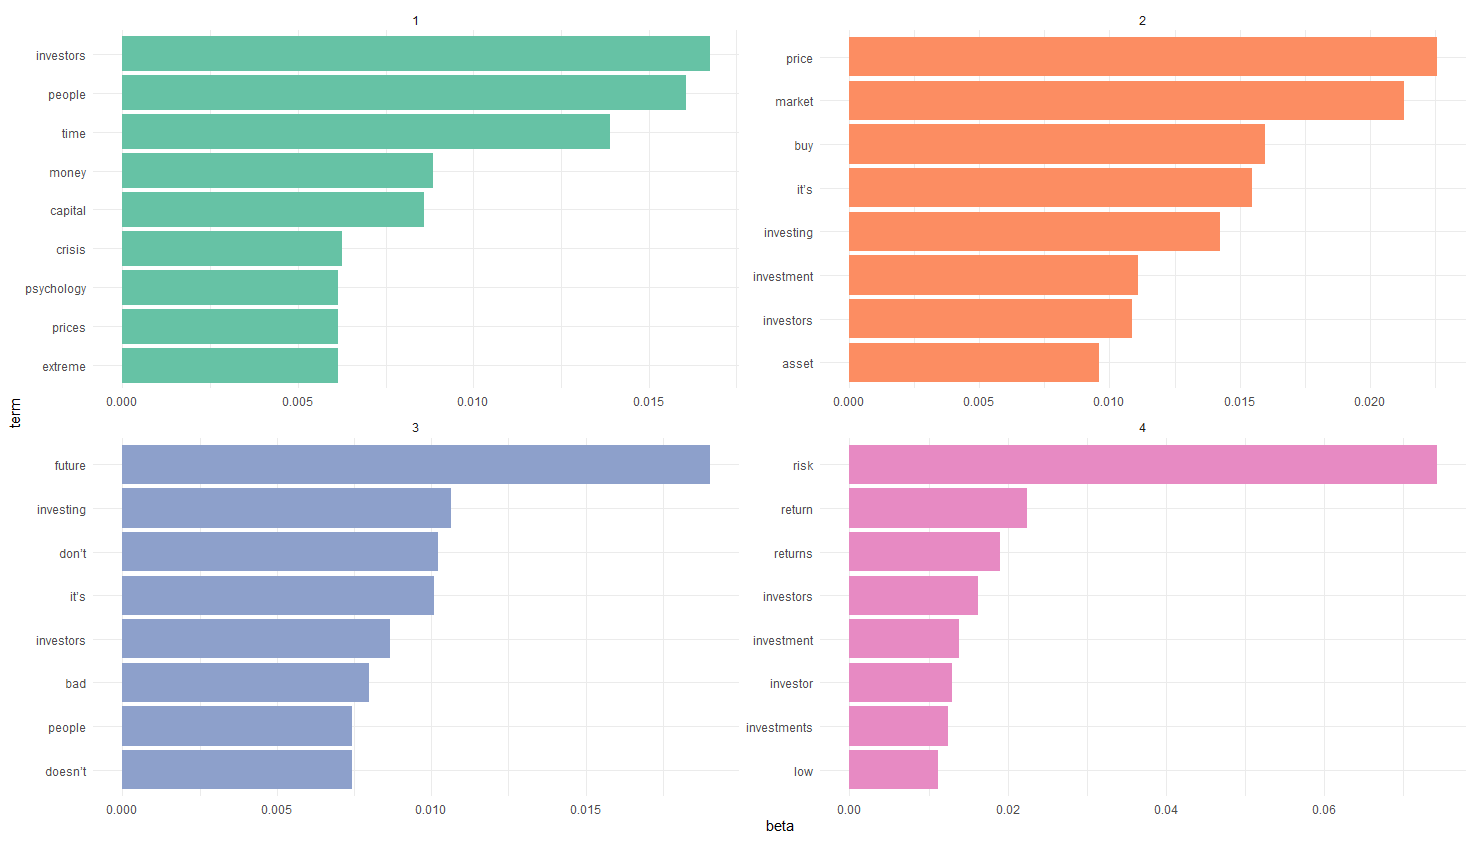 1
investors
people
time
money
capital
crisis
psychology
prices
extreme
0.000 0.005 0.010 0.015
2
price
market
buy
it's
investing
investment
investors
asset
0.000 0.005 0.010 0.015 0.020
term
3
future
investing
don't
it's
investors
bad
people
doesn't
0.000 0.005 0.010 0.015
4
risk
return
returns
investors
investment
investor
investments
low
0.00 0.02 0.04 0.06
beta